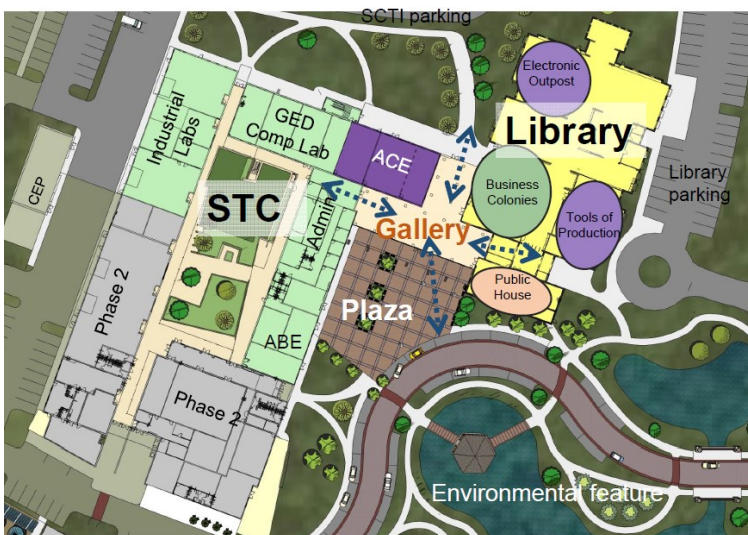 SCTI parking
Electronic
Outpost
Industrial
Labs
GED
Comp Lab
ACE
Library
Library
parking
CEP
STC
Admin
Business
Colonies
Tools of
Production
Gallery
Public
House
Plaza
Phase 2
ABE
Phase 2
Environmental feature